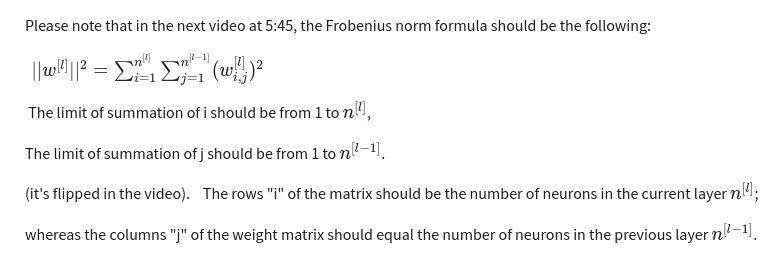 Please note that in the next video at 5:45, the Frobenius norm formula should be the following:
||w^{[l]}||^2 = \sum_{i=1}^{n^{[l]}} \sum_{j=1}^{n^{[l-1]}} (w_{i,j}^{[l]})^2
The limit of summation of i should be from 1 to n^{[l]},
The limit of summation of j should be from 1 to n^{[l-1]}.
(it's flipped in the video). The rows "i" of the matrix should be the number of neurons in the current layer n^{[l]};
whereas the columns "j" of the weight matrix should equal the number of neurons in the previous layer n^{[l-1]}.